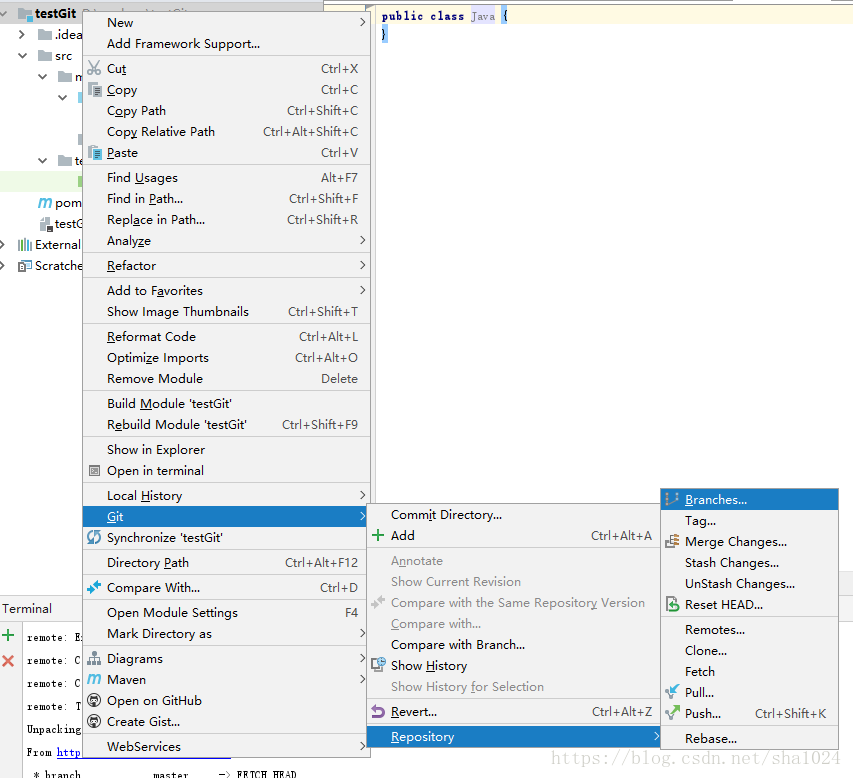 testGit
public class Java {
}
.idea
src
pom
External
Scratche
New
Add Framework Support...
Cut Ctrl+X
Copy Ctrl+C
Copy Path Ctrl+Shift+C
Copy Relative Path Ctrl+Alt+Shift+C
Paste Ctrl+V
Find Usages Alt+F7
Find in Path... Ctrl+Shift+F
Replace in Path... Ctrl+Shift+R
Analyze
Refactor
Add to Favorites
Show Image Thumbnails Ctrl+Shift+T
Reformat Code Ctrl+Alt+L
Optimize Imports Ctrl+Alt+O
Remove Module Delete
Build Module 'testGit'
Rebuild Module 'testGit' Ctrl+Shift+F9
Show in Explorer
Open in terminal
Local History
Git
Synchronize 'testGit'
Directory Path Ctrl+Alt+F12
Compare With... Ctrl+D
Open Module Settings F4
Mark Directory as
Diagrams
Maven
Open on GitHub
Create Gist...
WebServices
Commit Directory...
Add Ctrl+Alt+A
Annotate
Show Current Revision
Compare with the Same Repository Version
Compare with...
Compare with Branch...
Show History
Show History for Selection
Revert... Ctrl+Alt+Z
Repository
Branches...
Tag...
Merge Changes...
Stash Changes...
UnStash Changes...
Reset HEAD...
Remotes...
Clone...
Fetch
Pull...
Push... Ctrl+Shift+K
Rebase...
Terminal
remote:
remote: C
remote: C
remote: T
Unpacking
From http
* branch master -> FETCH_HEAD
https://blog.csdn.net/sha1024